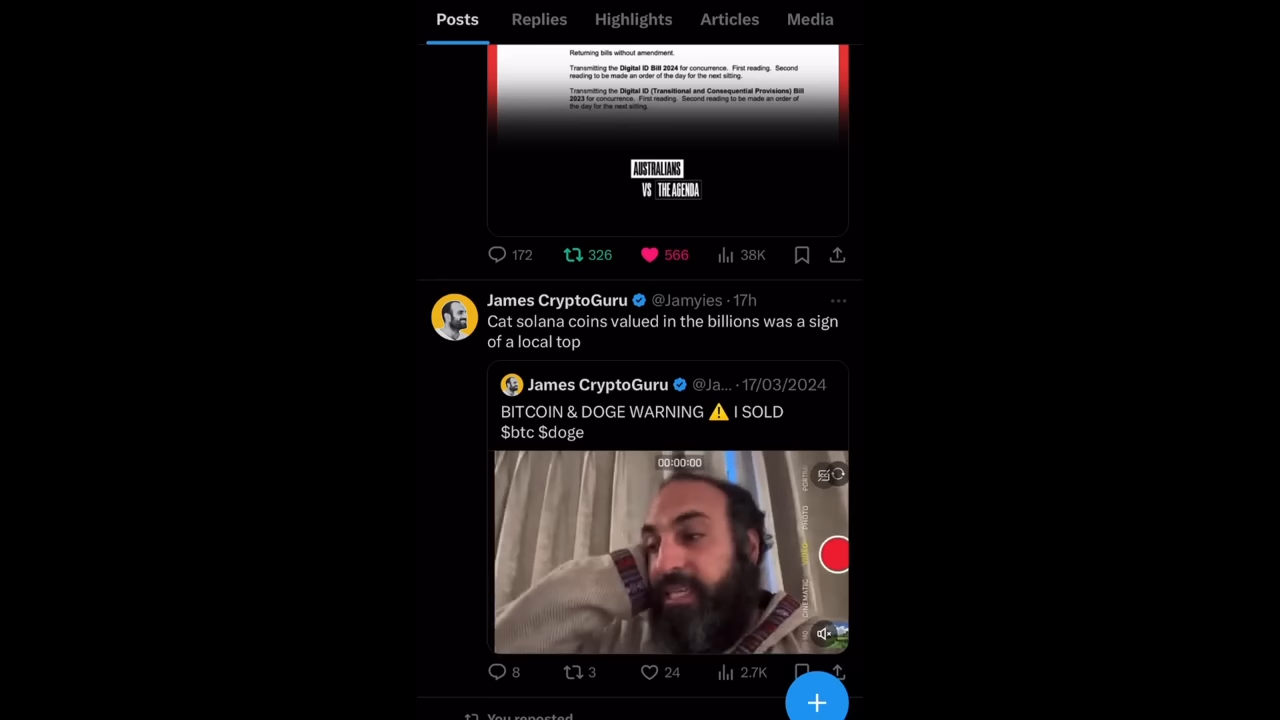 Posts Replies Highlights Articles Media
Returning bills without amendment.
Transmitting the Digital ID Bill 2024 for concurrence. First reading. Second
reading to be made an order of the day for the next sitting.
Transmitting the Digital ID (Transitional and Consequential Provisions) Bill
2023 for concurrence. First reading. Second reading to be made an order of
the day for the next sitting.
AUSTRALIANS
VS THE AGENDA
172 326 566 38K
James CryptoGuru @Jamyies · 17h
Cat solana coins valued in the billions was a sign
of a local top
James CryptoGuru @Ja... · 17/03/2024
BITCOIN & DOGE WARNING ⚠️ I SOLD
$btc $doge
00:00:00
PHOTO
VIDEO
CINEMATIC
8 3 24 2.7K
You reposted